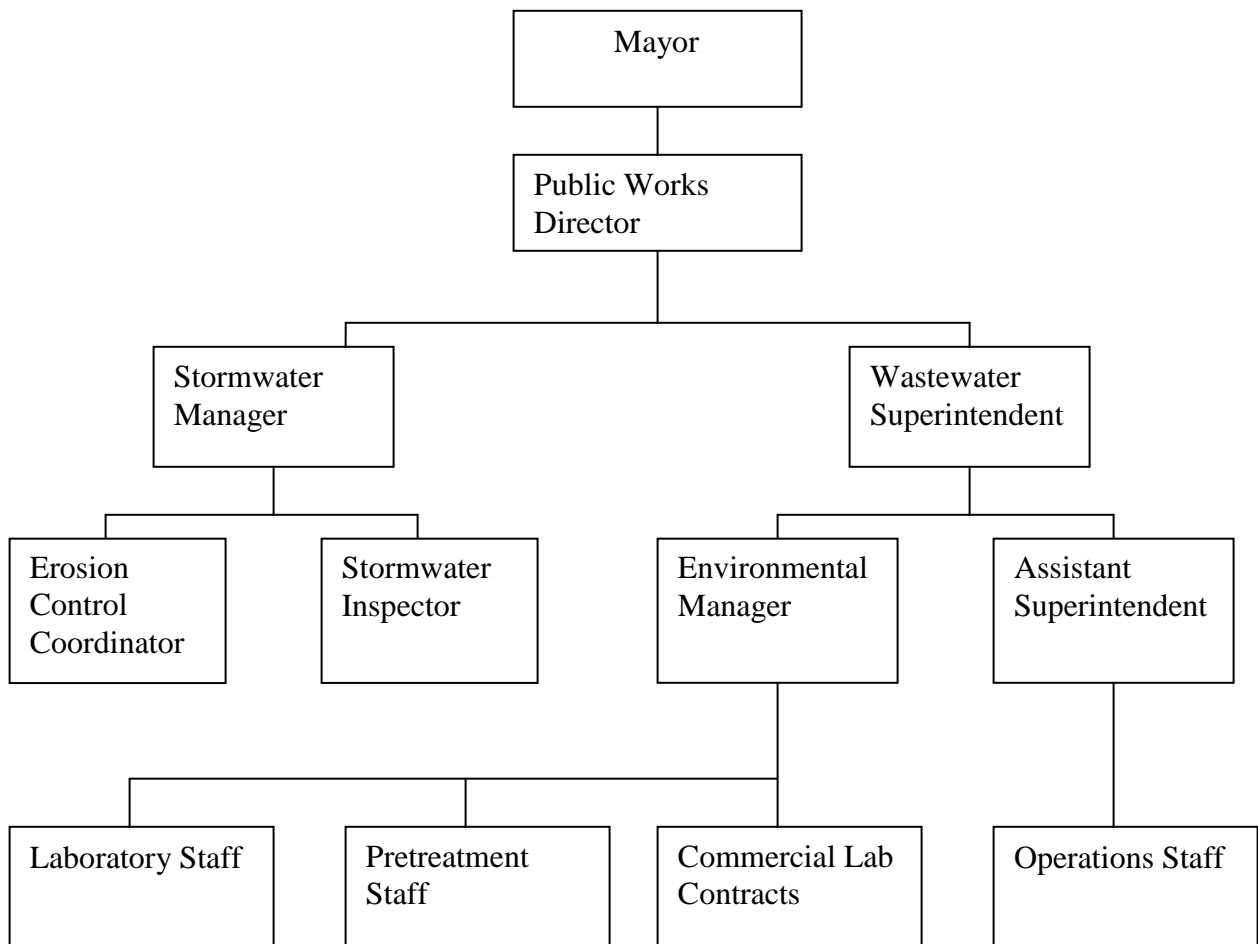 Mayor
Public Works
Director
Stormwater
Manager
Wastewater
Superintendent
Erosion
Control
Coordinator
Stormwater
Inspector
Environmental
Manager
Assistant
Superintendent
Laboratory Staff
Pretreatment
Staff
Commercial Lab
Contracts
Operations Staff